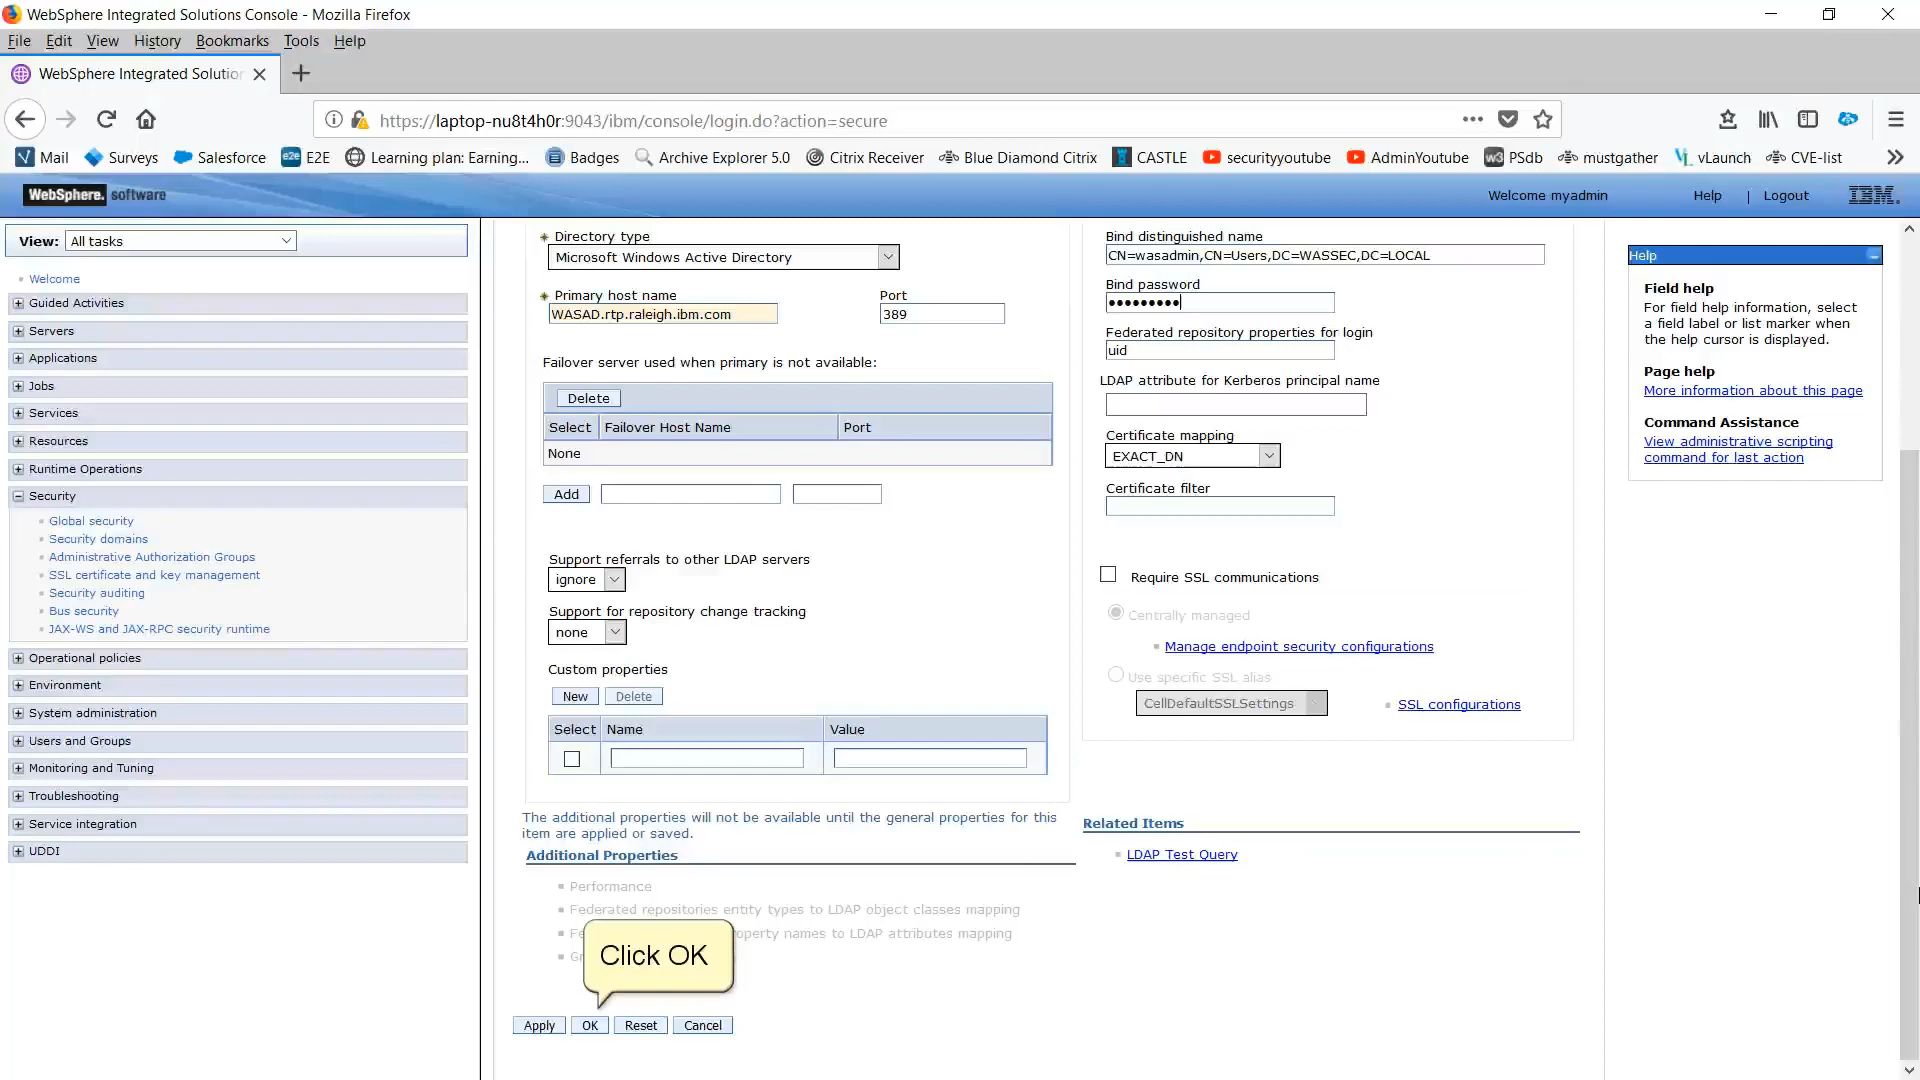 WebSphere Integrated Solutions Console - Mozilla Firefox
File Edit View History Bookmarks Tools Help
WebSphere Integrated Solution
https://laptop-nu8t4h0r:9043/ibm/console/login.do?action=secure
Mail Surveys Salesforce E2E Learning plan: Earning... Badges Archive Explorer 5.0 Citrix Receiver Blue Diamond Citrix CASTLE securityyoutube AdminYoutube PSdb mustgather vLaunch CVE-list
WebSphere. software Welcome myadmin Help | Logout IBM.
View: All tasks
Welcome
Guided Activities
Servers
Applications
Jobs
Services
Resources
Runtime Operations
Security
Global security
Security domains
Administrative Authorization Groups
SSL certificate and key management
Security auditing
Bus security
JAX-WS and JAX-RPC security runtime
Operational policies
Environment
System administration
Users and Groups
Monitoring and Tuning
Troubleshooting
Service integration
UDDI
Directory type
Microsoft Windows Active Directory
Primary host name Port
WASAD.rtp.raleigh.ibm.com 389
Failover server used when primary is not available:
Delete
Select Failover Host Name Port
None
Add
Support referrals to other LDAP servers
ignore
Support for repository change tracking
none
Custom properties
New Delete
Select Name Value
The additional properties will not be available until the general properties for this
item are applied or saved.
Additional Properties
Performance
Federated repositories entity types to LDAP object classes mapping
operty names to LDAP attributes mapping
Click OK
Apply OK Reset Cancel
Bind distinguished name
CN=wasadmin,CN=Users,DC=WASSEC,DC=LOCAL
Bind password
•••••••••
Federated repository properties for login
uid
LDAP attribute for Kerberos principal name
Certificate mapping
EXACT_DN
Certificate filter
Require SSL communications
Centrally managed
Manage endpoint security configurations
Use specific SSL alias
CellDefaultSSLSettings SSL configurations
Related Items
LDAP Test Query
Help
Field help
For field help information, select
a field label or list marker when
the help cursor is displayed.
Page help
More information about this page
Command Assistance
View administrative scripting
command for last action